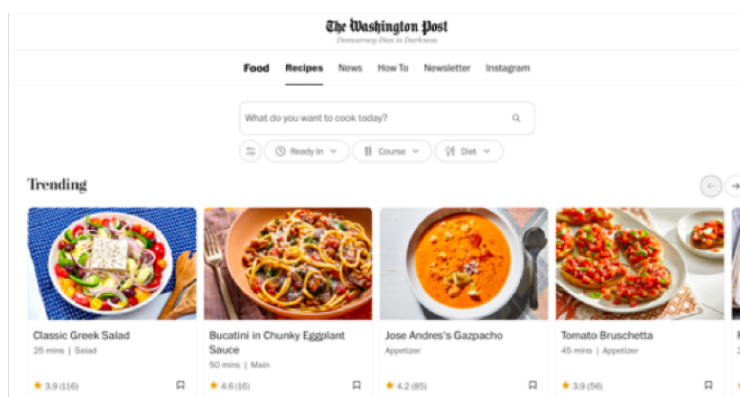 The Washington Post
Democracy Dies in Darkness
Food Recipes News How To Newsletter Instagram
What do you want to cook today?
Ready In Course Diet
Trending
Classic Greek Salad
25 mins | Salad
★ 3.9 (116)
Bucatini in Chunky Eggplant
Sauce
50 mins | Main
★ 4.6 (16)
Jose Andres's Gazpacho
Appetizer
★ 4.2 (85)
Tomato Bruschetta
45 mins | Appetizer
★ 3.9 (56)